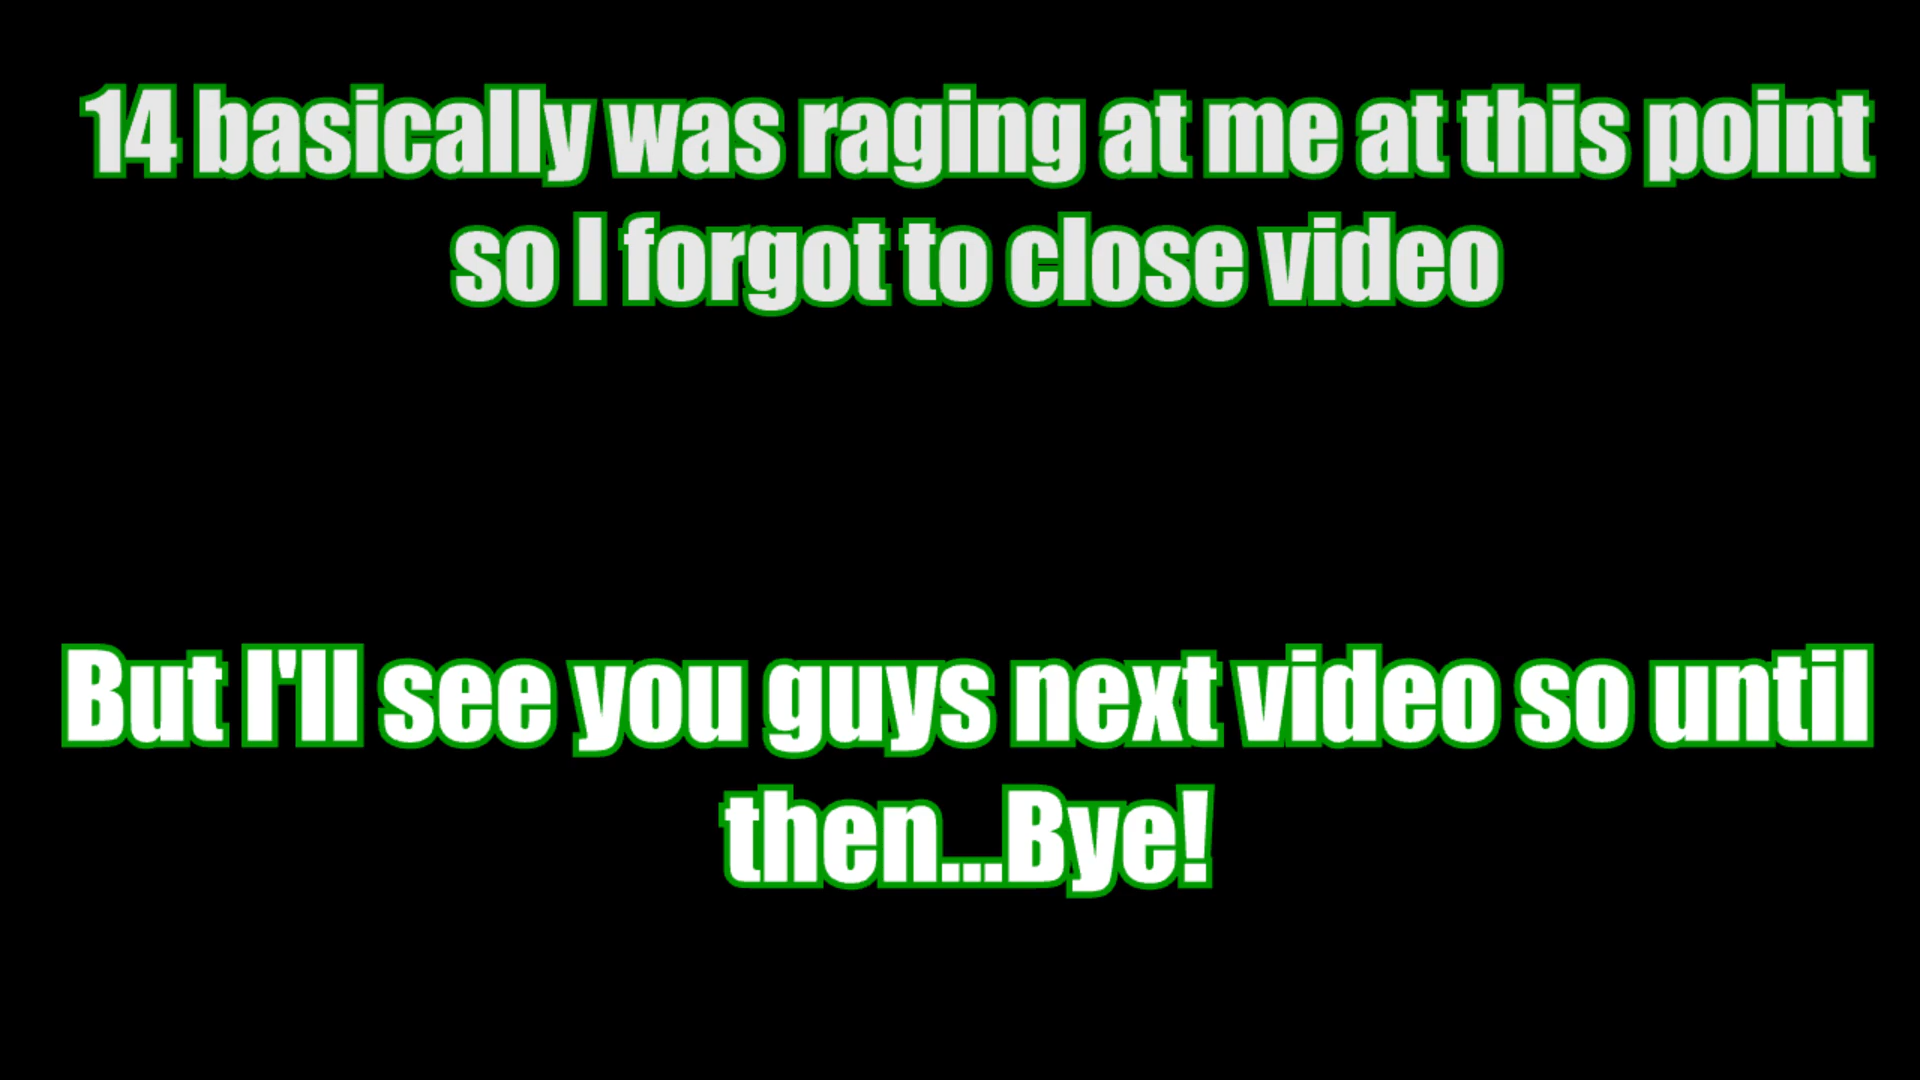 14 basically was raging at me at this point
so I forgot to close video
But I'll see you guys next video so until
then...Bye!